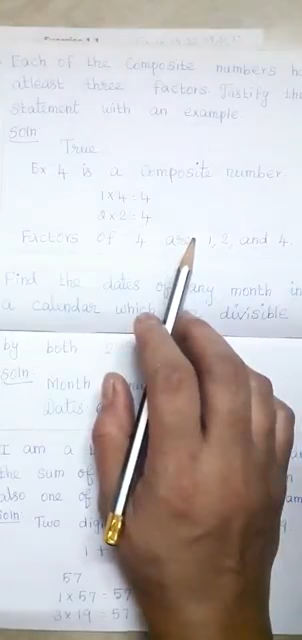 Each of the Composite numbers ha
atleast three factors. Justify the
statement with an example.
Soln
True
Ex 4 is a Composite number.
1 x 4 = 4
2 x 2 = 4
Factors of 4 are 1, 2, and 4.
Find the dates of any month in
a calendar which divisible
by both 2
Soln Month
Dates:
I am a
the sum of
also one of
Soln: Two
1 +
57
1 x 57 = 57
3 x 19 = 57